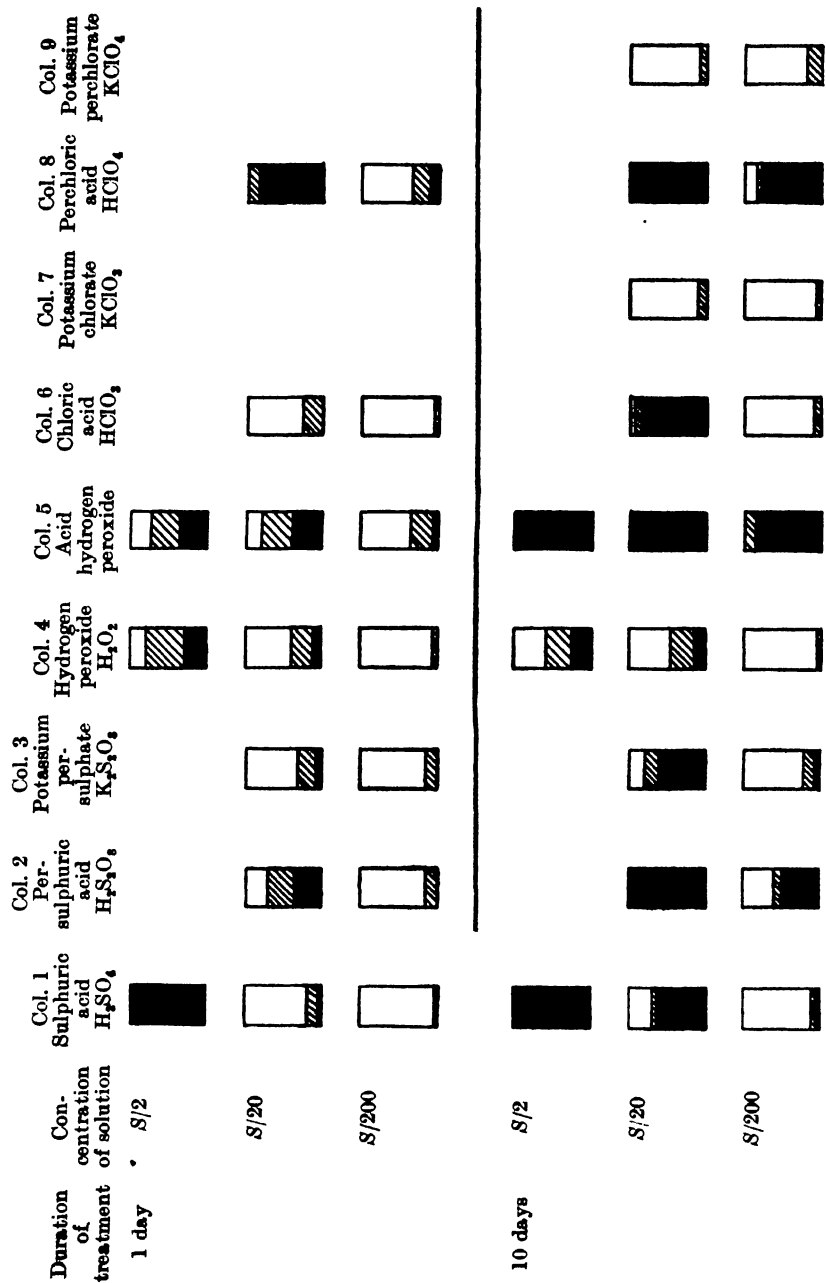 Duration
of
treatment
Con-
centration
of solution
Col. 1
Sulphuric
acid
H₂SO₄
Col. 2
Per-
sulphuric
acid
H₂S₂O₈
Col. 3
Potassium
per-
sulphate
K₂S₂O₈
Col. 4
Hydrogen
peroxide
H₂O₂
Col. 5
Acid
hydrogen
peroxide
Col. 6
Chloric
acid
HClO₃
Col. 7
Potassium
chlorate
KClO₃
Col. 8
Perchloric
acid
HClO₄
Col. 9
Potassium
perchlorate
KClO₄
1 day S/2
S/20
S/200
10 days S/2
S/20
S/200